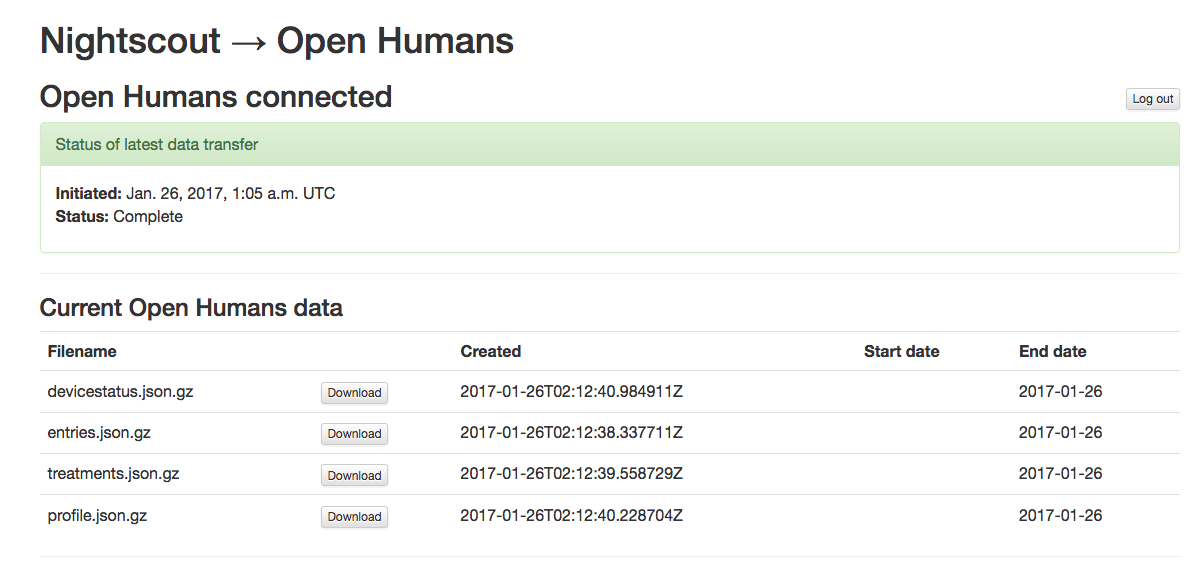 Nightscout → Open Humans
Open Humans connected
Log out
Status of latest data transfer
Initiated: Jan. 26, 2017, 1:05 a.m. UTC
Status: Complete
Current Open Humans data
Filename Created Start date End date
devicestatus.json.gz Download 2017-01-26T02:12:40.984911Z 2017-01-26
entries.json.gz Download 2017-01-26T02:12:38.337711Z 2017-01-26
treatments.json.gz Download 2017-01-26T02:12:39.558729Z 2017-01-26
profile.json.gz Download 2017-01-26T02:12:40.228704Z 2017-01-26